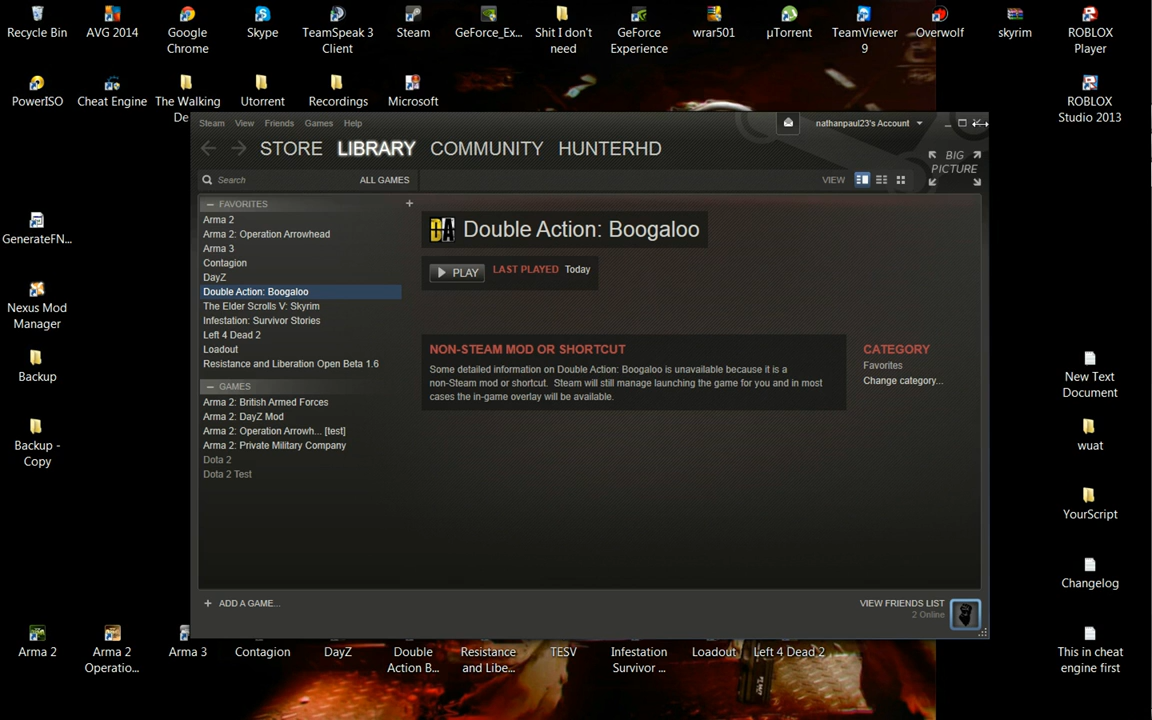 Recycle Bin
AVG 2014
Google
Chrome
Skype
TeamSpeak 3
Client
Steam
GeForce_Ex...
Shit I don't
need
GeForce
Experience
wrar501
µTorrent
TeamViewer
9
Overwolf
skyrim
ROBLOX
Player
PowerISO
Cheat Engine
The Walking
De
Utorrent
Recordings
Microsoft
ROBLOX
Studio 2013
GenerateFN...
Nexus Mod
Manager
Backup
Backup -
Copy
Steam View Friends Games Help
nathanpaul23's Account
STORE LIBRARY COMMUNITY HUNTERHD
BIG
PICTURE
Search
ALL GAMES
VIEW
FAVORITES
Arma 2
Arma 2: Operation Arrowhead
Arma 3
Contagion
DayZ
Double Action: Boogaloo
The Elder Scrolls V: Skyrim
Infestation: Survivor Stories
Left 4 Dead 2
Loadout
Resistance and Liberation Open Beta 1.6
GAMES
Arma 2: British Armed Forces
Arma 2: DayZ Mod
Arma 2: Operation Arrowh... [test]
Arma 2: Private Military Company
Dota 2
Dota 2 Test
DA
Double Action: Boogaloo
PLAY
LAST PLAYED Today
NON-STEAM MOD OR SHORTCUT
Some detailed information on Double Action: Boogaloo is unavailable because it is a
non-Steam mod or shortcut. Steam will still manage launching the game for you and in most
cases the in-game overlay will be available.
CATEGORY
Favorites
Change category...
+ ADD A GAME...
VIEW FRIENDS LIST
2 Online
New Text
Document
wuat
YourScript
Changelog
This in cheat
engine first
Arma 2
Arma 2
Operatio...
Arma 3
Contagion
DayZ
Double
Action B...
Resistance
and Libe...
TESV
Infestation
Survivor ...
Loadout
Left 4 Dead 2